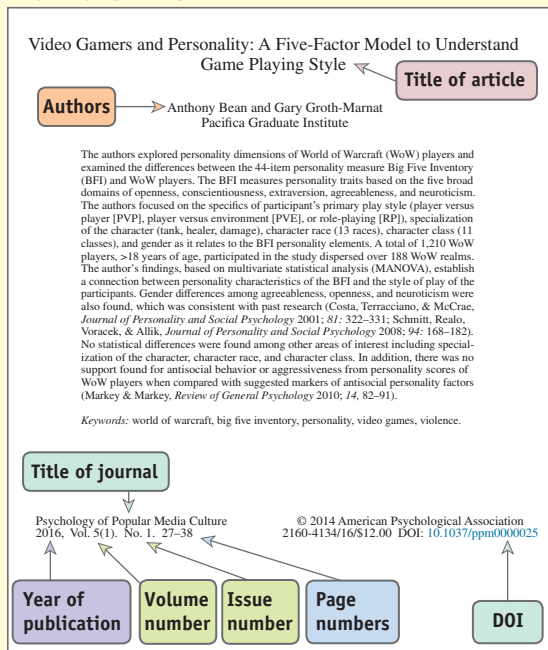 Video Gamers and Personality: A Five-Factor Model to Understand
Game Playing Style
Title of article
Authors
Anthony Bean and Gary Groth-Marnat
Pacifica Graduate Institute
The authors explored personality dimensions of World of Warcraft (WoW) players and
examined the differences between the 44-item personality measure Big Five Inventory
(BFI) and WoW players. The BFI measures personality traits based on the five broad
domains of openness, conscientiousness, extraversion, agreeableness, and neuroticism.
The authors focused on the specifics of participant's primary play style (player versus
player [PVP], player versus environment [PVE], or role-playing [RP]), specialization
of the character (tank, healer, damage), character race (13 races), character class (11
classes), and gender as it relates to the BFI personality elements. A total of 1,210 WoW
players, >18 years of age, participated in the study dispersed over 188 WoW realms.
The author's findings, based on multivariate statistical analysis (MANOVA), establish
a connection between personality characteristics of the BFI and the style of play of the
participants. Gender differences among agreeableness, openness, and neuroticism were
also found, which was consistent with past research (Costa, Terracciano, & McCrae,
Journal of Personality and Social Psychology 2001; 81: 322–331; Schmitt, Realo,
Voracek, & Allik, Journal of Personality and Social Psychology 2008; 94: 168–182).
No statistical differences were found among other areas of interest including special-
ization of the character, character race, and character class. In addition, there was no
support found for antisocial behavior or aggressiveness from personality scores of
WoW players when compared with suggested markers of antisocial personality factors
(Markey & Markey, Review of General Psychology 2010; 14, 82–91).
Keywords: world of warcraft, big five inventory, personality, video games, violence.
Title of journal
Psychology of Popular Media Culture
2016, Vol. 5(1). No. 1. 27–38
© 2014 American Psychological Association
2160-4134/16/$12.00 DOI: 10.1037/ppm0000025
Year of
publication
Volume
number
Issue
number
Page
numbers
DOI